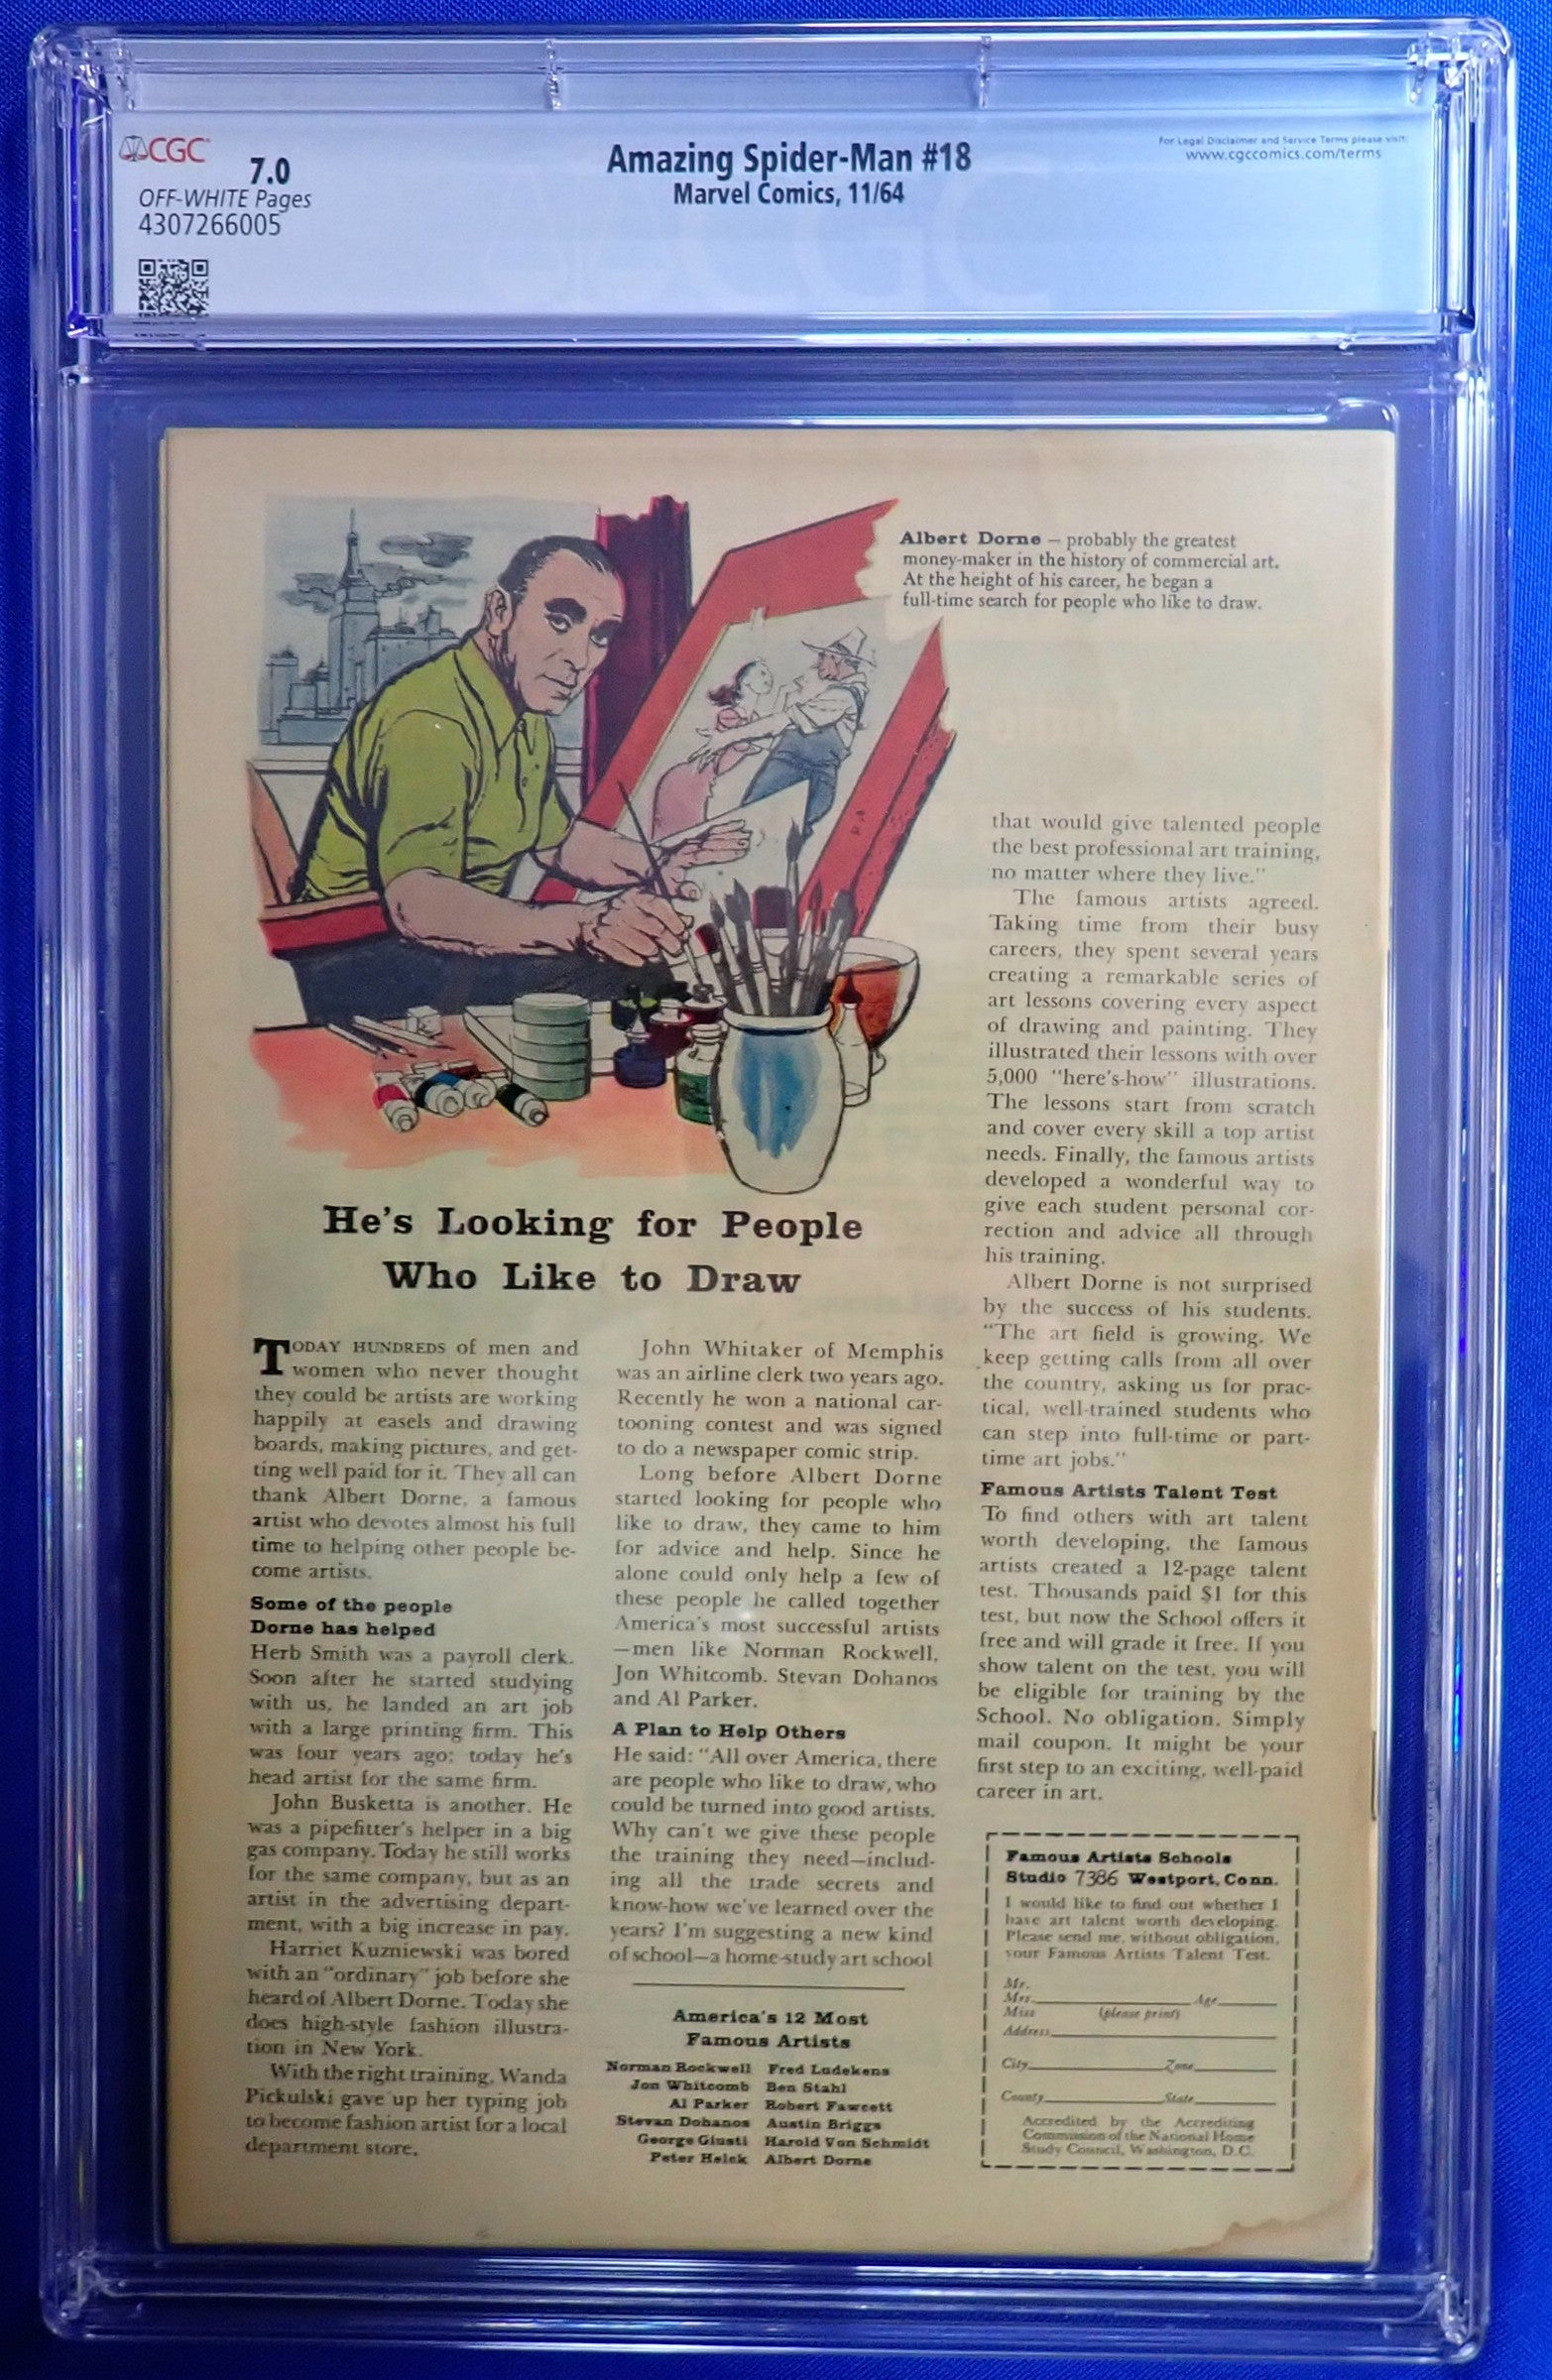 CGC
7.0
OFF-WHITE Pages
4307266005
Amazing Spider-Man #18
Marvel Comics, 11/64
For Legal Disclaimer and Service Terms please visit:
www.cgccomics.com/terms
Albert Dorne — probably the greatest
money-maker in the history of commercial art.
At the height of his career, he began a
full-time search for people who like to draw.
He's Looking for People
Who Like to Draw
TODAY HUNDREDS of men and
women who never thought
they could be artists are working
happily at easels and drawing
boards, making pictures, and get-
ting well paid for it. They all can
thank Albert Dorne, a famous
artist who devotes almost his full
time to helping other people be-
come artists.
Some of the people
Dorne has helped
Herb Smith was a payroll clerk.
Soon after he started studying
with us, he landed an art job
with a large printing firm. This
was four years ago; today he's
head artist for the same firm.
John Busketta is another. He
was a pipefitter's helper in a big
gas company. Today he still works
for the same company, but as an
artist in the advertising depart-
ment, with a big increase in pay.
Harriet Kuzniewski was bored
with an "ordinary" job before she
heard of Albert Dorne. Today she
does high-style fashion illustra-
tion in New York.
With the right training, Wanda
Pickulski gave up her typing job
to become fashion artist for a local
department store.
John Whitaker of Memphis
was an airline clerk two years ago.
Recently he won a national car-
tooning contest and was signed
to do a newspaper comic strip.
Long before Albert Dorne
started looking for people who
like to draw, they came to him
for advice and help. Since he
alone could only help a few of
these people he called together
America's most successful artists
—men like Norman Rockwell,
Jon Whitcomb. Stevan Dohanos
and Al Parker.
A Plan to Help Others
He said: "All over America, there
are people who like to draw, who
could be turned into good artists.
Why can't we give these people
the training they need—includ-
ing all the trade secrets and
know-how we've learned over the
years? I'm suggesting a new kind
of school—a home-study art school
America's 12 Most
Famous Artists
Norman Rockwell Fred Ludekens
Jon Whitcomb Ben Stahl
Al Parker Robert Fawcett
Stevan Dohanos Austin Briggs
George Giusti Harold Von Schmidt
Peter Helck Albert Dorne
that would give talented people
the best professional art training,
no matter where they live."
The famous artists agreed.
Taking time from their busy
careers, they spent several years
creating a remarkable series of
art lessons covering every aspect
of drawing and painting. They
illustrated their lessons with over
5,000 "here's-how" illustrations.
The lessons start from scratch
and cover every skill a top artist
needs. Finally, the famous artists
developed a wonderful way to
give each student personal cor-
rection and advice all through
his training.
Albert Dorne is not surprised
by the success of his students.
"The art field is growing. We
keep getting calls from all over
the country, asking us for prac-
tical, well-trained students who
can step into full-time or part-
time art jobs."
Famous Artists Talent Test
To find others with art talent
worth developing, the famous
artists created a 12-page talent
test. Thousands paid $1 for this
test, but now the School offers it
free and will grade it free. If you
show talent on the test, you will
be eligible for training by the
School. No obligation. Simply
mail coupon. It might be your
first step to an exciting, well-paid
career in art.
Famous Artists Schools
Studio 7386 Westport, Conn.
I would like to find out whether I
have art talent worth developing.
Please send me, without obligation,
your Famous Artists Talent Test.
Mr.
Mrs. Age
Miss (please print)
Address
City Zone
County State
Accredited by the Accrediting
Commission of the National Home
Study Council, Washington, D.C.